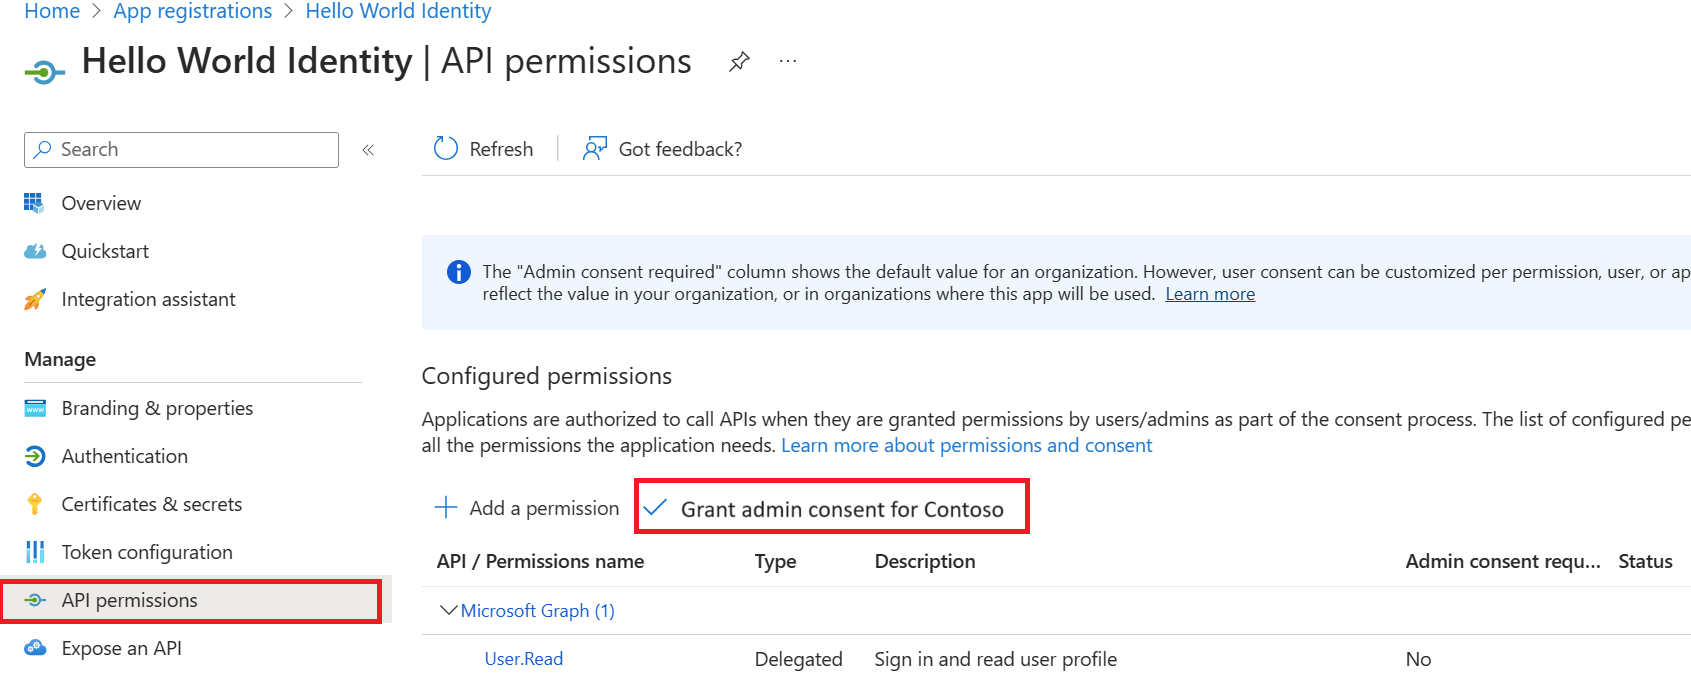 Home > App registrations > Hello World Identity
Hello World Identity | API permissions
Search
Refresh
Got feedback?
Overview
Quickstart
Integration assistant
Manage
Branding & properties
Authentication
Certificates & secrets
Token configuration
API permissions
Expose an API
The "Admin consent required" column shows the default value for an organization. However, user consent can be customized per permission, user, or ap
reflect the value in your organization, or in organizations where this app will be used. Learn more
Configured permissions
Applications are authorized to call APIs when they are granted permissions by users/admins as part of the consent process. The list of configured pe
all the permissions the application needs. Learn more about permissions and consent
Add a permission
Grant admin consent for Contoso
API / Permissions name Type Description Admin consent requ... Status
Microsoft Graph (1)
User.Read Delegated Sign in and read user profile No